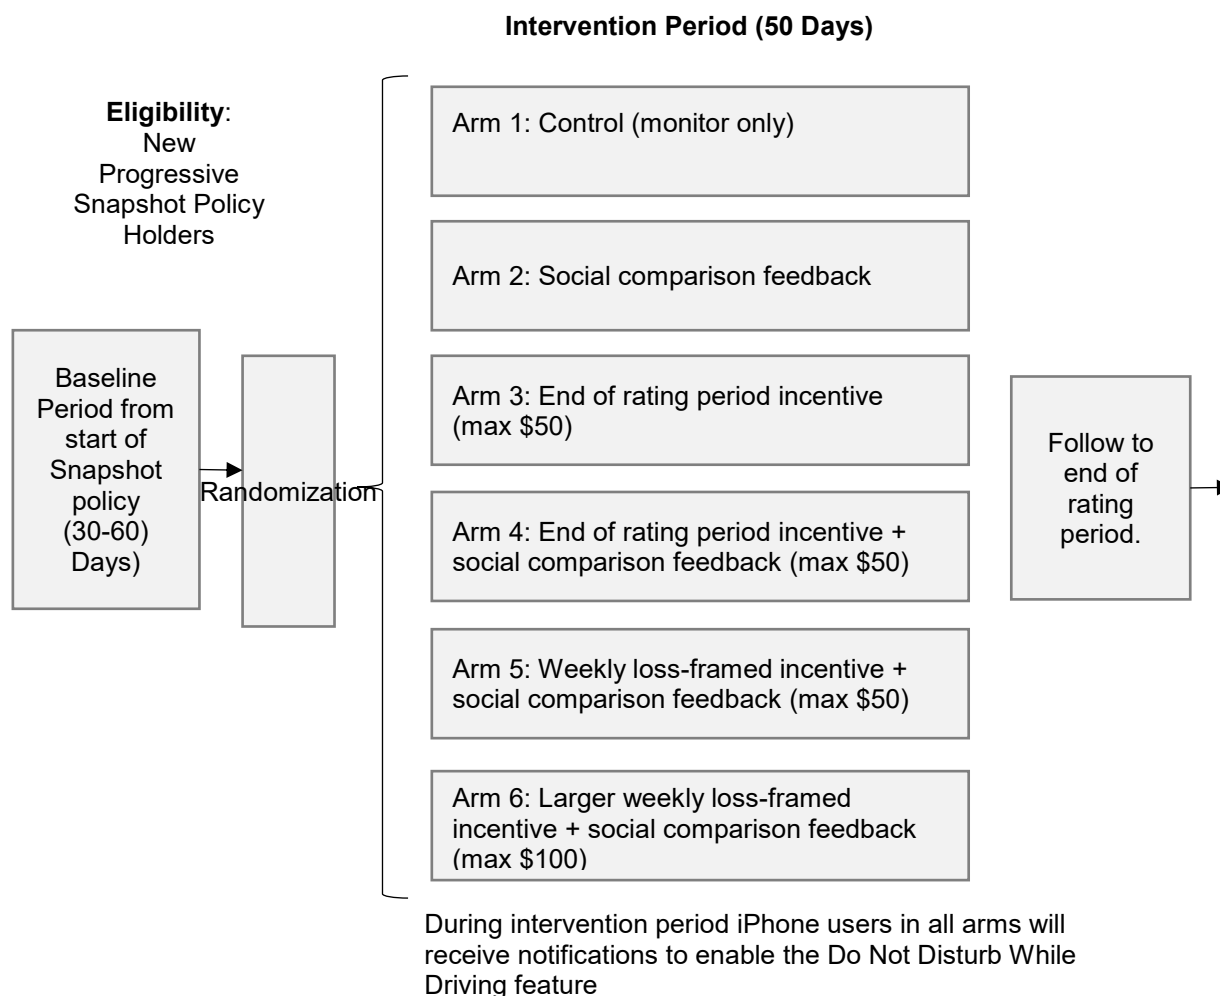 Intervention Period (50 Days)
Eligibility:
New
Progressive
Snapshot Policy
Holders
Baseline
Period from
start of
Snapshot
policy
(30-60)
Days)
Randomization
Arm 1: Control (monitor only)
Arm 2: Social comparison feedback
Arm 3: End of rating period incentive
(max $50)
Arm 4: End of rating period incentive +
social comparison feedback (max $50)
Arm 5: Weekly loss-framed incentive +
social comparison feedback (max $50)
Arm 6: Larger weekly loss-framed
incentive + social comparison feedback
(max $100)
Follow to
end of
rating
period.
During intervention period iPhone users in all arms will
receive notifications to enable the Do Not Disturb While
Driving feature